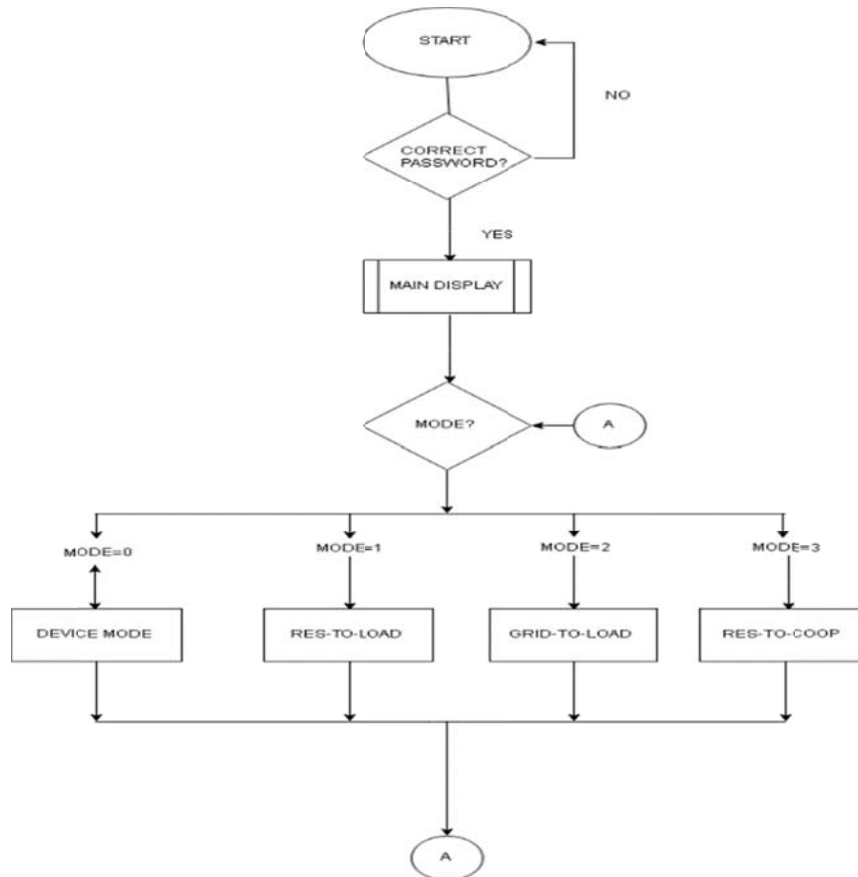 START
NO
CORRECT
PASSWORD?
YES
MAIN DISPLAY
MODE?
A
MODE=0
MODE=1
MODE=2
MODE=3
DEVICE MODE
RES-TO-LOAD
GRID-TO-LOAD
RES-TO-COOP
A